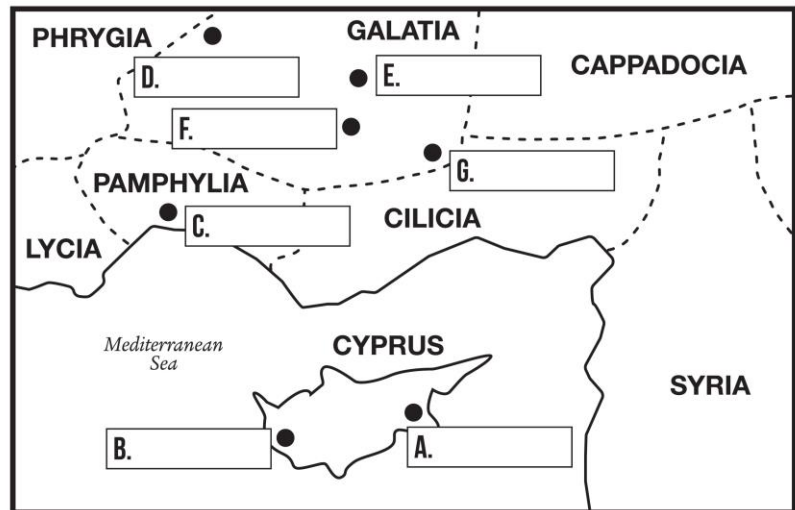 PHRYGIA
GALATIA
CAPPADOCIA
D.
E.
F.
G.
PAMPHYLIA
C.
CILICIA
LYCIA
Mediterranean
Sea
CYPRUS
SYRIA
B.
A.